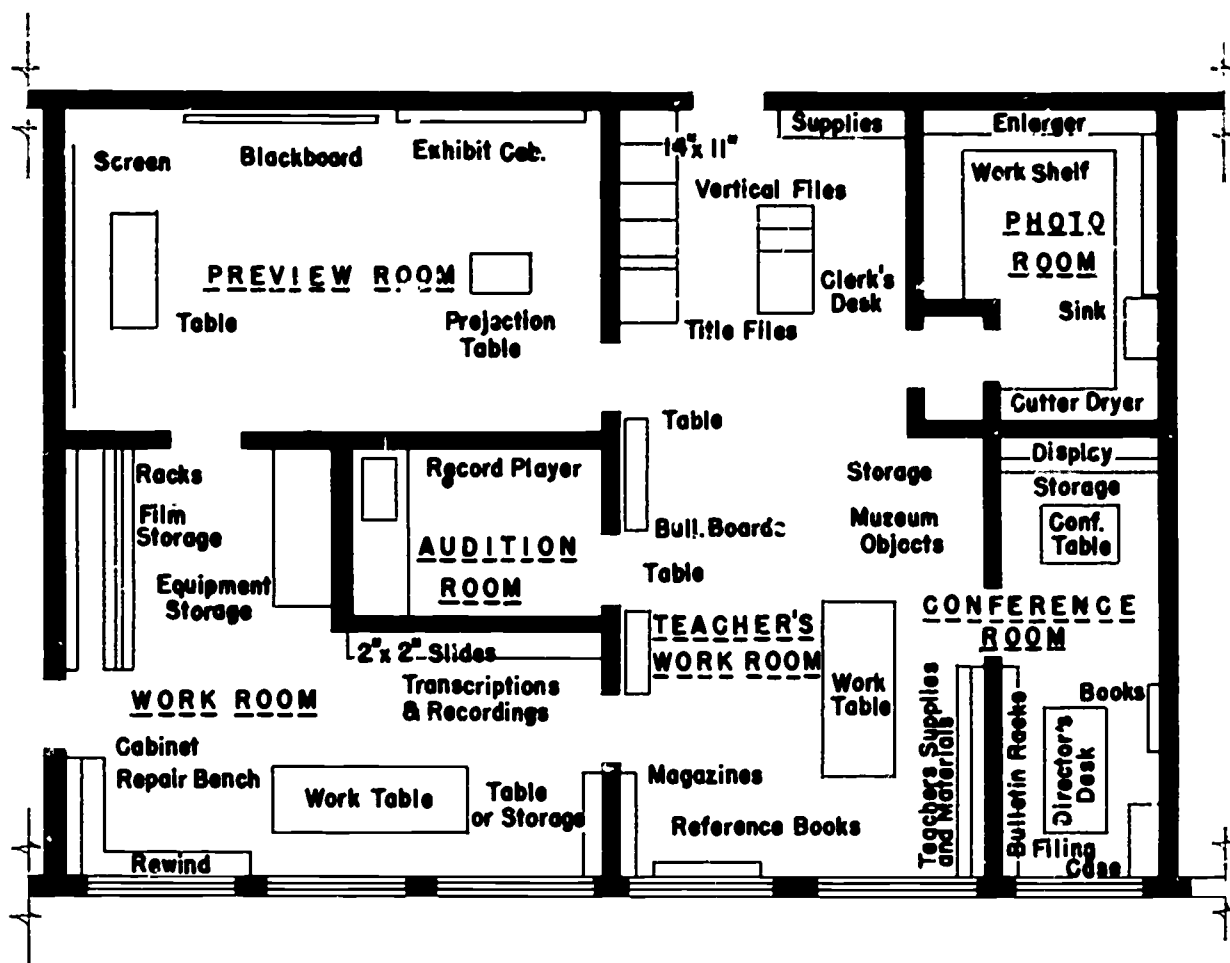 Supplies
Enlarger
14"x 11"
Screen
Blackboard
Exhibit Cab.
Work Shelf
Vertical Files
PHOTO
ROOM
PREVIEW ROOM
Clerk's
Desk
Sink
Table
Projection
Table
Title Files
Cutter Dryer
Table
Racks
Record Player
Storage
Display
Storage
Film
Storage
Bull. Boards
Museum
Objects
Conf.
Table
AUDITION
ROOM
Table
Equipment
Storage
CONFERENCE
ROOM
TEACHER'S
WORK ROOM
2"x 2" Slides
Transcriptions
& Recordings
WORK ROOM
Work
Table
Books
Cabinet
Repair Bench
Magazines
Teachers Supplies
and Materials
Bulletin Racks
Director's
Desk
Work Table
Table
or Storage
Reference Books
Rewind
Filing
Case